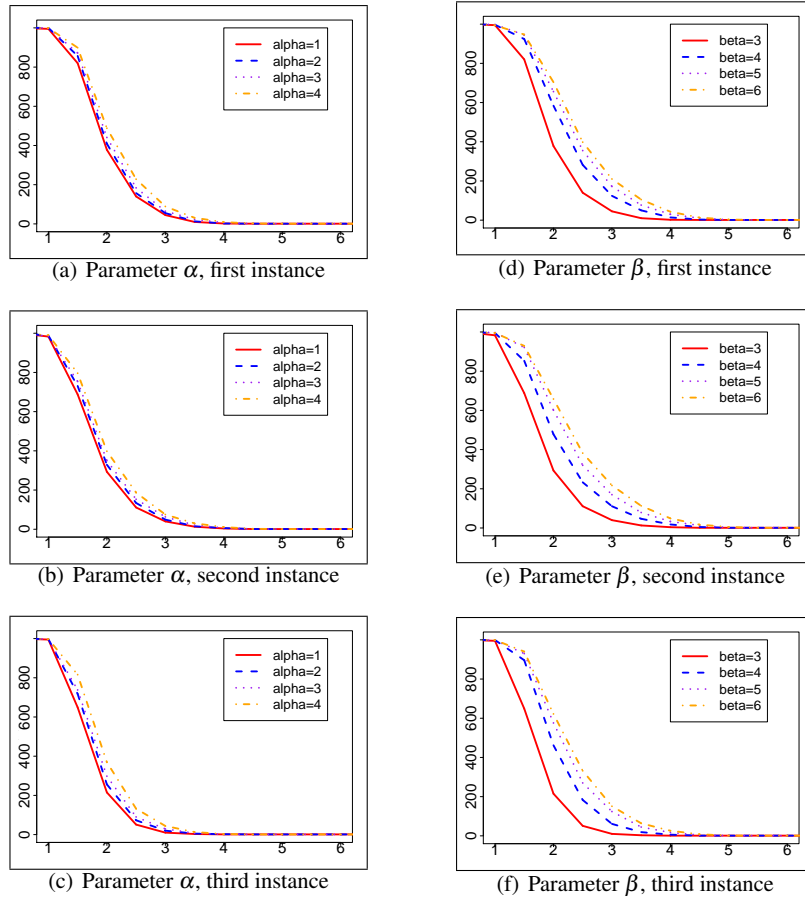 alpha=1
alpha=2
alpha=3
alpha=4
0 200 400 600 800
1 2 3 4 5 6
(a) Parameter α, first instance
beta=3
beta=4
beta=5
beta=6
0 200 400 600 800
1 2 3 4 5 6
(d) Parameter β, first instance
alpha=1
alpha=2
alpha=3
alpha=4
0 200 400 600 800
1 2 3 4 5 6
(b) Parameter α, second instance
beta=3
beta=4
beta=5
beta=6
0 200 400 600 800
1 2 3 4 5 6
(e) Parameter β, second instance
alpha=1
alpha=2
alpha=3
alpha=4
0 200 400 600 800
1 2 3 4 5 6
(c) Parameter α, third instance
beta=3
beta=4
beta=5
beta=6
0 200 400 600 800
1 2 3 4 5 6
(f) Parameter β, third instance